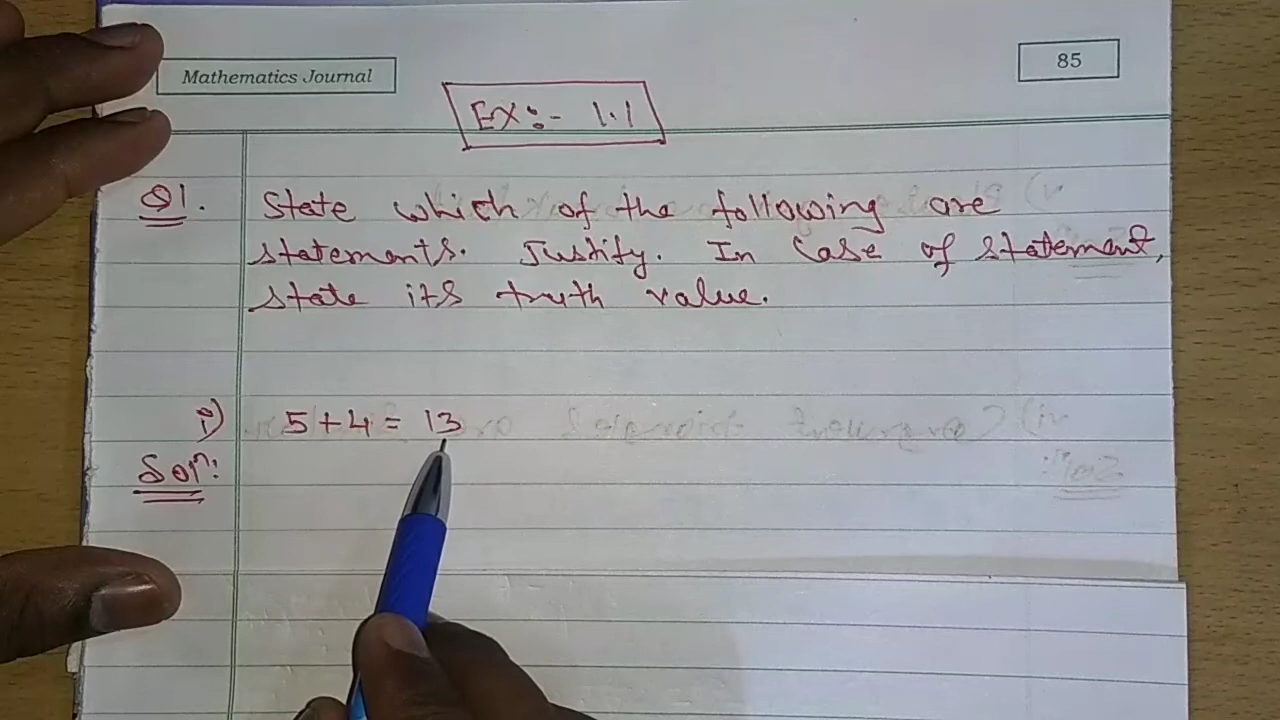 Mathematics Journal
85
EX:- 1.1
Q1. State which of the following are
statements. Justify. In case of statement,
state its truth value.
i) 5+4 = 13
Solⁿ: